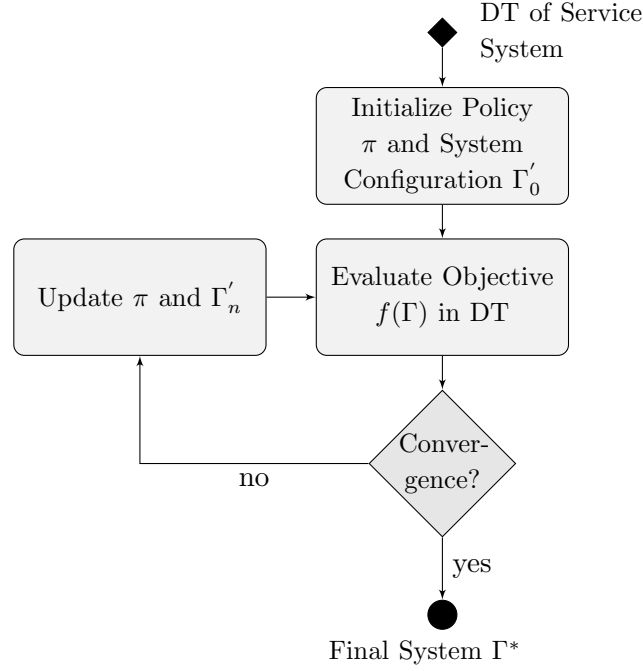 DT of Service
System
Initialize Policy
π and System
Configuration Γ′₀
Update π and Γ′ₙ
Evaluate Objective
f(Γ) in DT
Conver-
gence?
no
yes
Final System Γ*